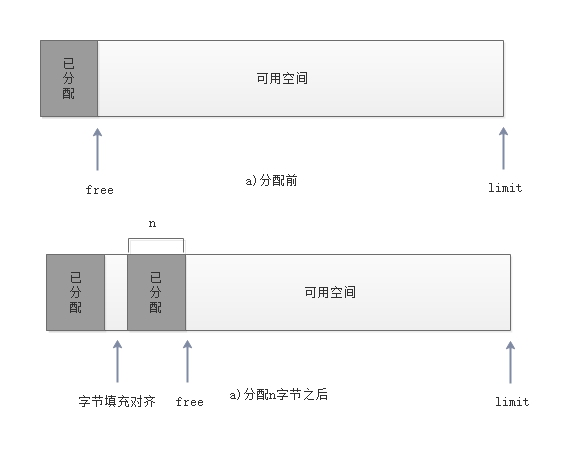 已分配
可用空间
free
limit
a)分配前
n
已分配
已分配
可用空间
字节填充对齐
free
a)分配n字节之后
limit